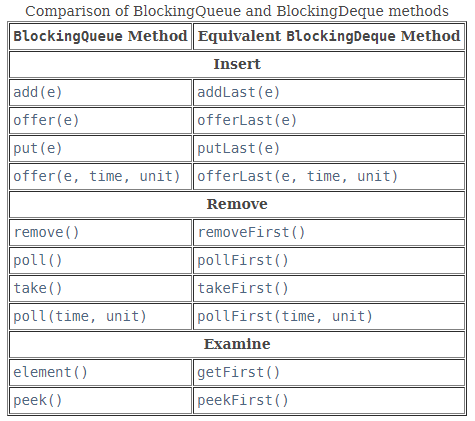 Comparison of BlockingQueue and BlockingDeque methods
BlockingQueue Method Equivalent BlockingDeque Method
Insert
add(e) addLast(e)
offer(e) offerLast(e)
put(e) putLast(e)
offer(e, time, unit) offerLast(e, time, unit)
Remove
remove() removeFirst()
poll() pollFirst()
take() takeFirst()
poll(time, unit) pollFirst(time, unit)
Examine
element() getFirst()
peek() peekFirst()